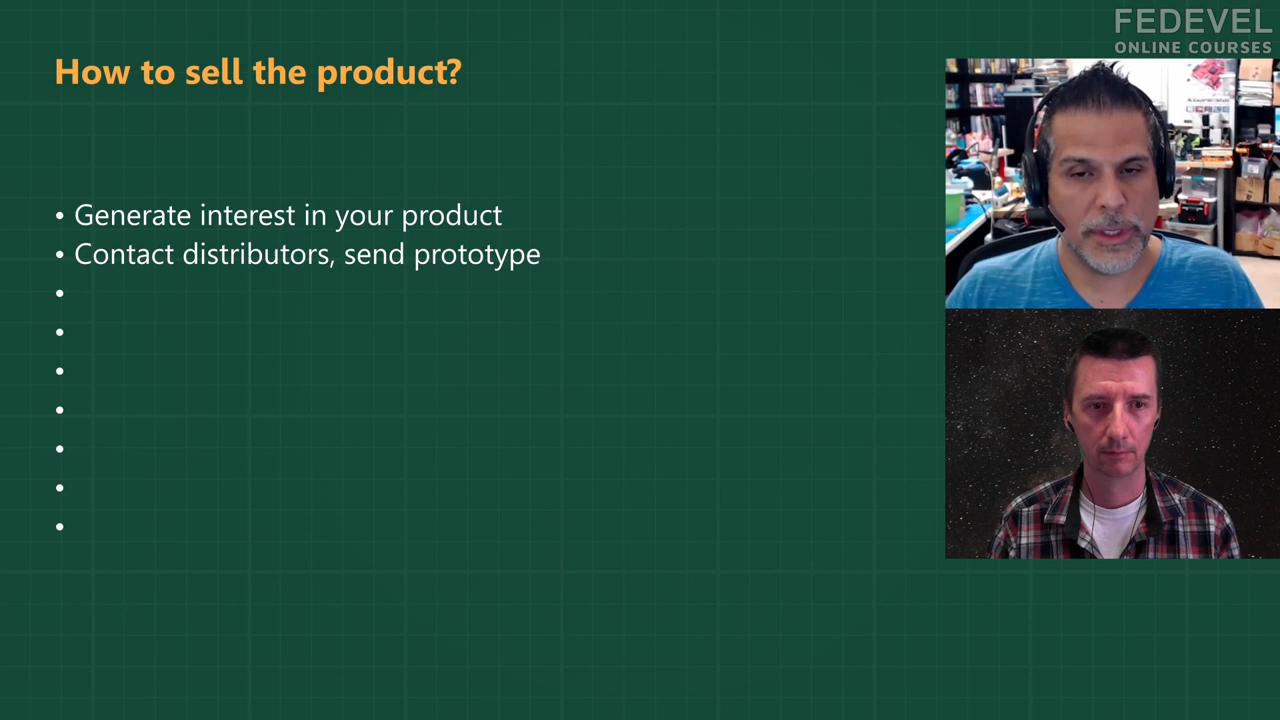 FEDEVEL
ONLINE COURSES
How to sell the product?
• Generate interest in your product
• Contact distributors, send prototype
•
•
•
•
•
•
•